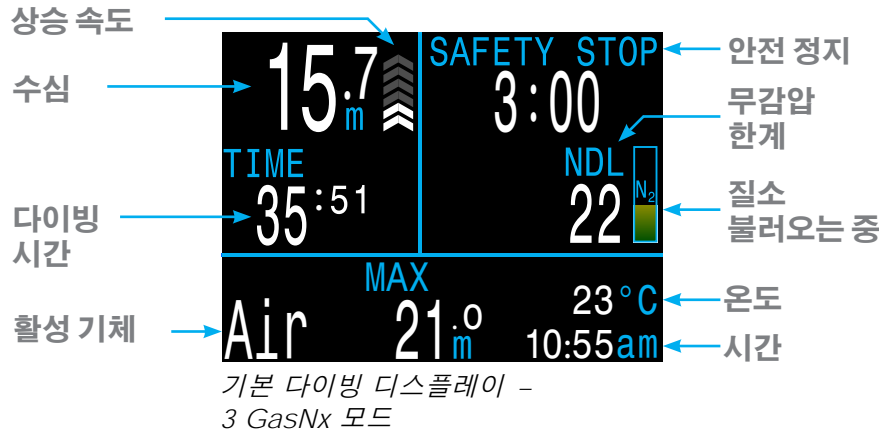 상승 속도
수심
다이빙
시간
활성 기체
15.7
m
TIME
35:51
SAFETY STOP
3:00
NDL
22
N2
MAX
Air
21.0
m
23°C
10:55am
안전 정지
무감압
한계
질소
불러오는 중
온도
시간
기본 다이빙 디스플레이 –
3 GasNx 모드